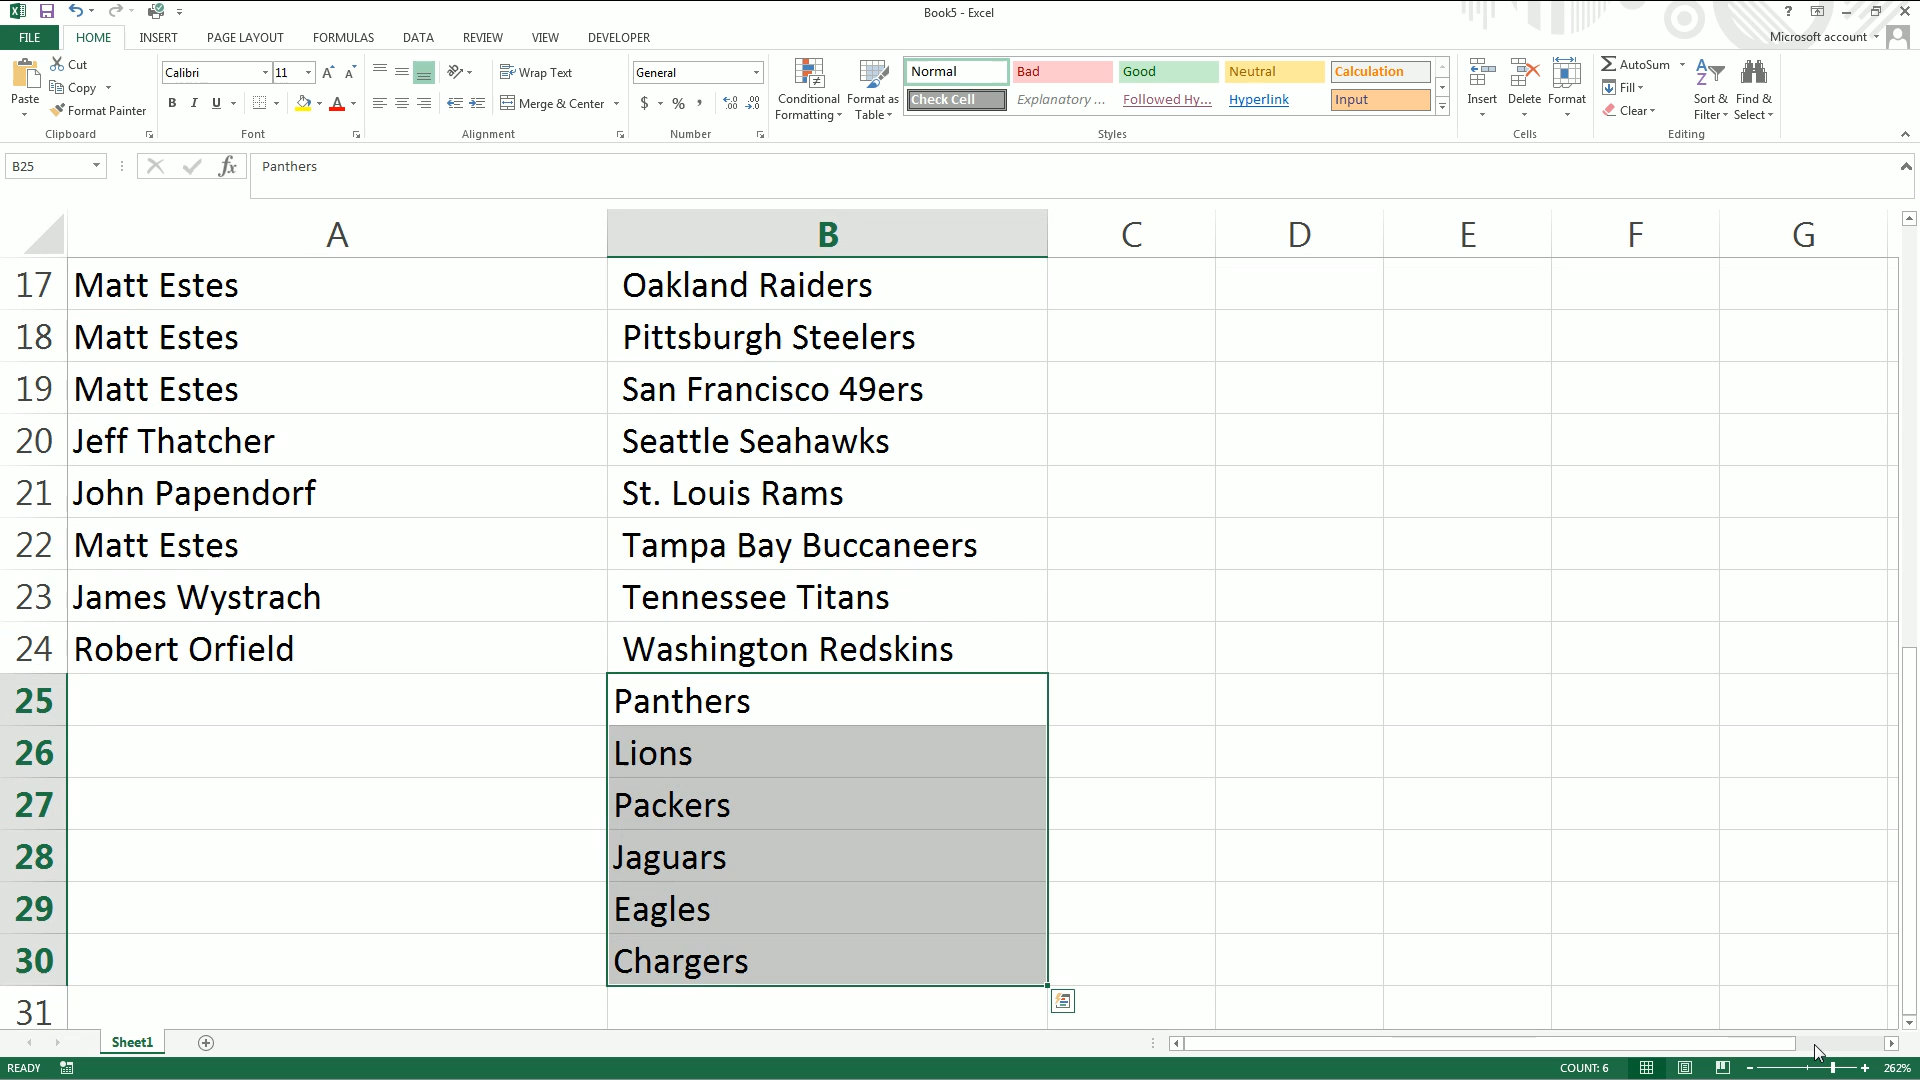 Book5 - Excel
?
FILE HOME INSERT PAGE LAYOUT FORMULAS DATA REVIEW VIEW DEVELOPER
Microsoft account
Paste
Cut
Copy
Format Painter
Clipboard
Calibri 11
B I U
Font
Wrap Text
Merge & Center
Alignment
General
$ % ,
Number
Conditional Formatting
Format as Table
Normal Bad Good Neutral Calculation
Check Cell Explanatory ... Followed Hy... Hyperlink Input
Styles
Insert Delete Format
Cells
AutoSum
Fill
Clear
Sort & Filter
Find & Select
Editing
B25 fx Panthers
A B C D E F G
17 Matt Estes Oakland Raiders
18 Matt Estes Pittsburgh Steelers
19 Matt Estes San Francisco 49ers
20 Jeff Thatcher Seattle Seahawks
21 John Papendorf St. Louis Rams
22 Matt Estes Tampa Bay Buccaneers
23 James Wystrach Tennessee Titans
24 Robert Orfield Washington Redskins
25 Panthers
26 Lions
27 Packers
28 Jaguars
29 Eagles
30 Chargers
31
Sheet1
READY COUNT: 6 262%